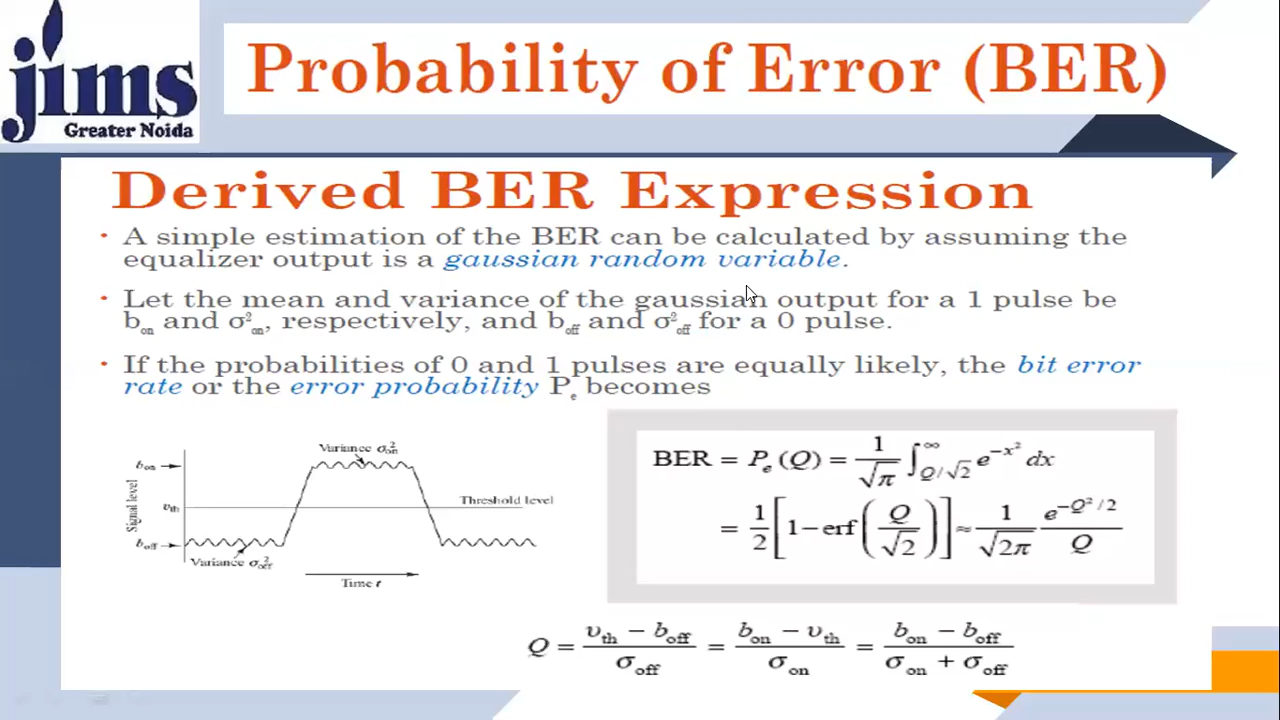 jims
Greater Noida
Probability of Error (BER)
Derived BER Expression
• A simple estimation of the BER can be calculated by assuming the
equalizer output is a gaussian random variable.
• Let the mean and variance of the gaussian output for a 1 pulse be
b_on and σ²_on, respectively, and b_off and σ²_off for a 0 pulse.
• If the probabilities of 0 and 1 pulses are equally likely, the bit error
rate or the error probability P_e becomes
Variance σ²_on
b_on
Signal level
υ_th
Threshold level
b_off
Variance σ²_off
Time t
BER = P_e (Q) = 1/√π ∫_{Q/√2}^∞ e^{-x²} dx
= 1/2 [1 − erf (Q/√2)] ≈ 1/√2π e^{-Q²/2}/Q
Q = (υ_th − b_off)/σ_off = (b_on − υ_th)/σ_on = (b_on − b_off)/(σ_on + σ_off)